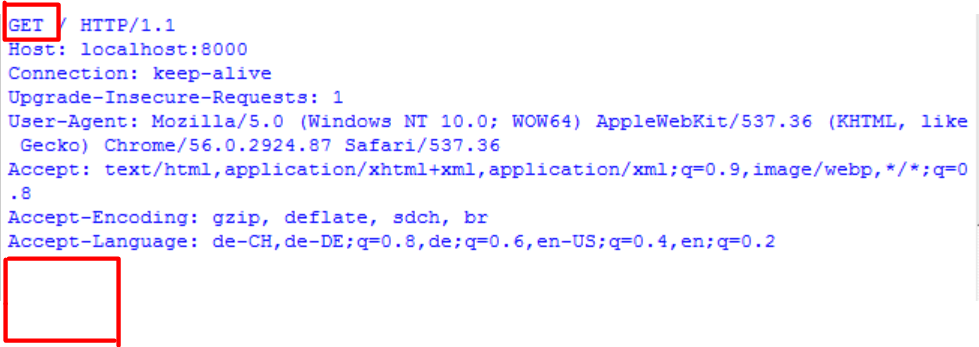 GET / HTTP/1.1
Host: localhost:8000
Connection: keep-alive
Upgrade-Insecure-Requests: 1
User-Agent: Mozilla/5.0 (Windows NT 10.0; WOW64) AppleWebKit/537.36 (KHTML, like
 Gecko) Chrome/56.0.2924.87 Safari/537.36
Accept: text/html,application/xhtml+xml,application/xml;q=0.9,image/webp,*/*;q=0
.8
Accept-Encoding: gzip, deflate, sdch, br
Accept-Language: de-CH,de-DE;q=0.8,de;q=0.6,en-US;q=0.4,en;q=0.2